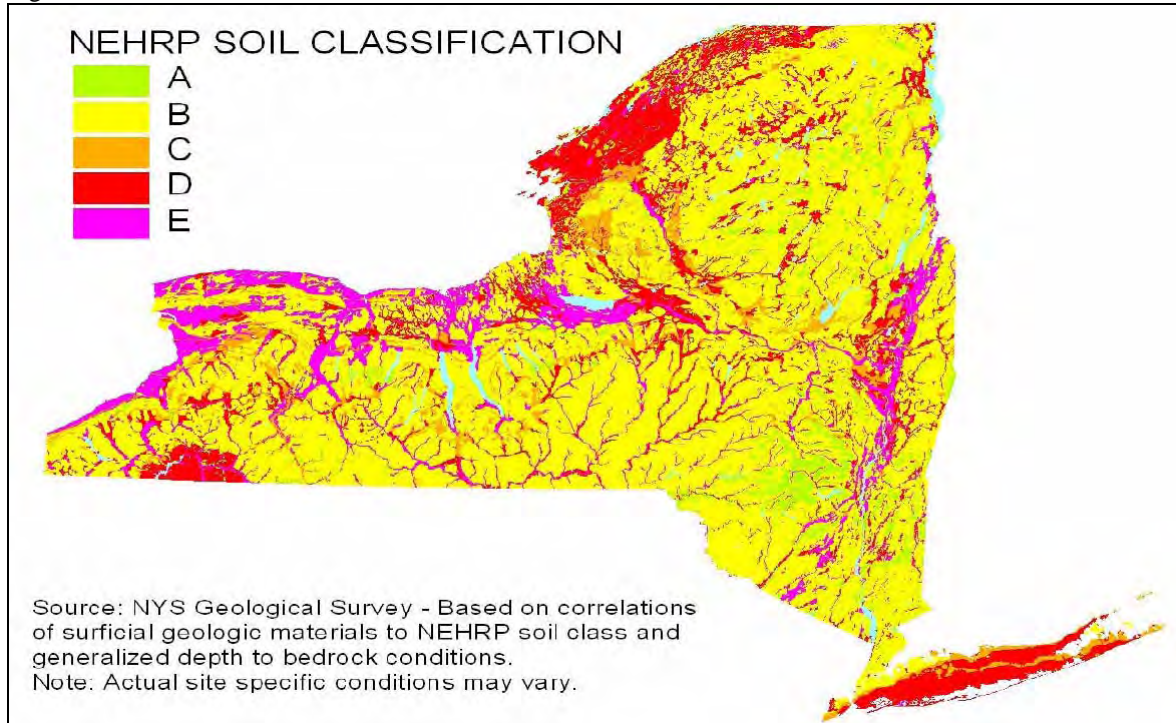 NEHRP SOIL CLASSIFICATION
A
B
C
D
E
Source: NYS Geological Survey - Based on correlations
of surficial geologic materials to NEHRP soil class and
generalized depth to bedrock conditions.
Note: Actual site specific conditions may vary.